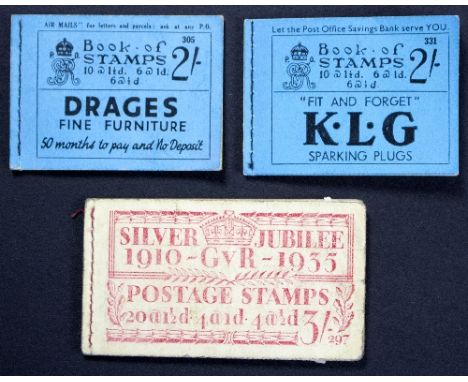 AIR MAILS" for letters and parcels: ask at any P.O.
305
Book of
STAMPS 2/-
10 @ 1½d. 6 @ 1d.
6 @ ½d.
DRAGES
FINE FURNITURE
50 months to pay and No Deposit
Let the Post Office Savings Bank serve YOU.
331
Book of
STAMPS 2/-
10 @ 1½d. 6 @ 1d.
6 @ ½d.
"FIT AND FORGET"
K·L·G
SPARKING PLUGS
SILVER JUBILEE
1910-GVR-1935
POSTAGE STAMPS
20 @ 1½d 4 @ 1d. 4 @ ½d 3/-
297